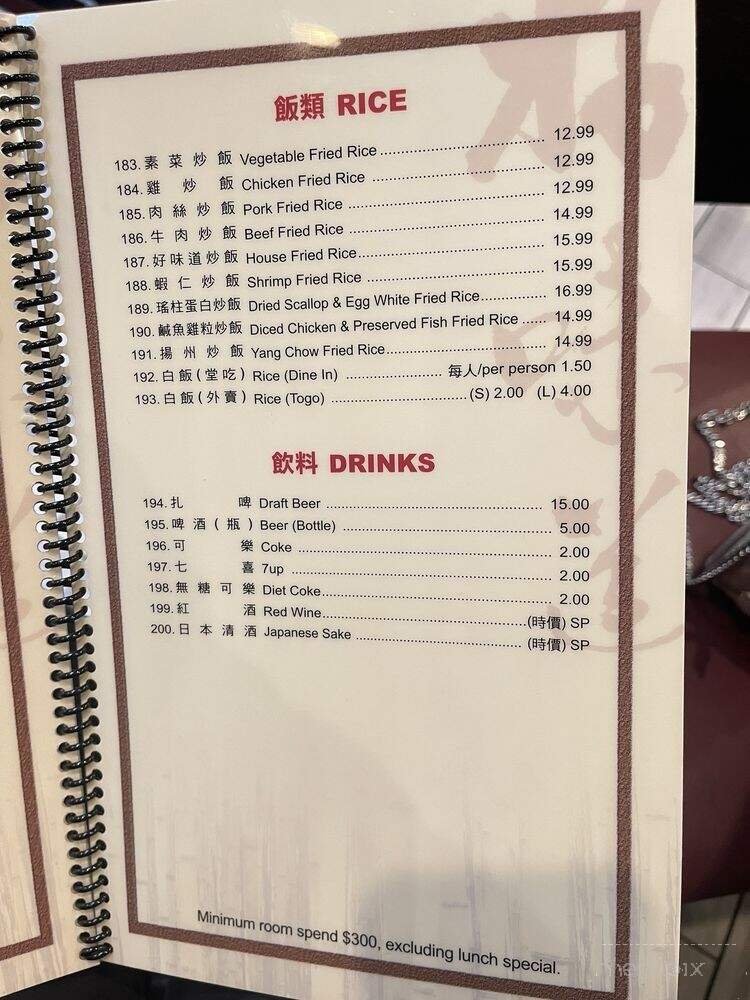 飯類 RICE
183. 素菜炒飯 Vegetable Fried Rice 12.99
184. 雞炒飯 Chicken Fried Rice 12.99
185. 肉絲炒飯 Pork Fried Rice 12.99
186. 牛肉炒飯 Beef Fried Rice 14.99
187. 好味道炒飯 House Fried Rice 15.99
188. 蝦仁炒飯 Shrimp Fried Rice 15.99
189. 瑤柱蛋白炒飯 Dried Scallop & Egg White Fried Rice 16.99
190. 鹹魚雞粒炒飯 Diced Chicken & Preserved Fish Fried Rice 14.99
191. 揚州炒飯 Yang Chow Fried Rice 14.99
192. 白飯(堂吃) Rice (Dine In) 每人/per person 1.50
193. 白飯(外賣) Rice (Togo) (S) 2.00 (L) 4.00
飲料 DRINKS
194. 扎啤 Draft Beer 15.00
195. 啤酒(瓶) Beer (Bottle) 5.00
196. 可樂 Coke 2.00
197. 七喜 7up 2.00
198. 無糖可樂 Diet Coke 2.00
199. 紅酒 Red Wine (時價) SP
200. 日本清酒 Japanese Sake (時價) SP
Minimum room spend $300, excluding lunch special.